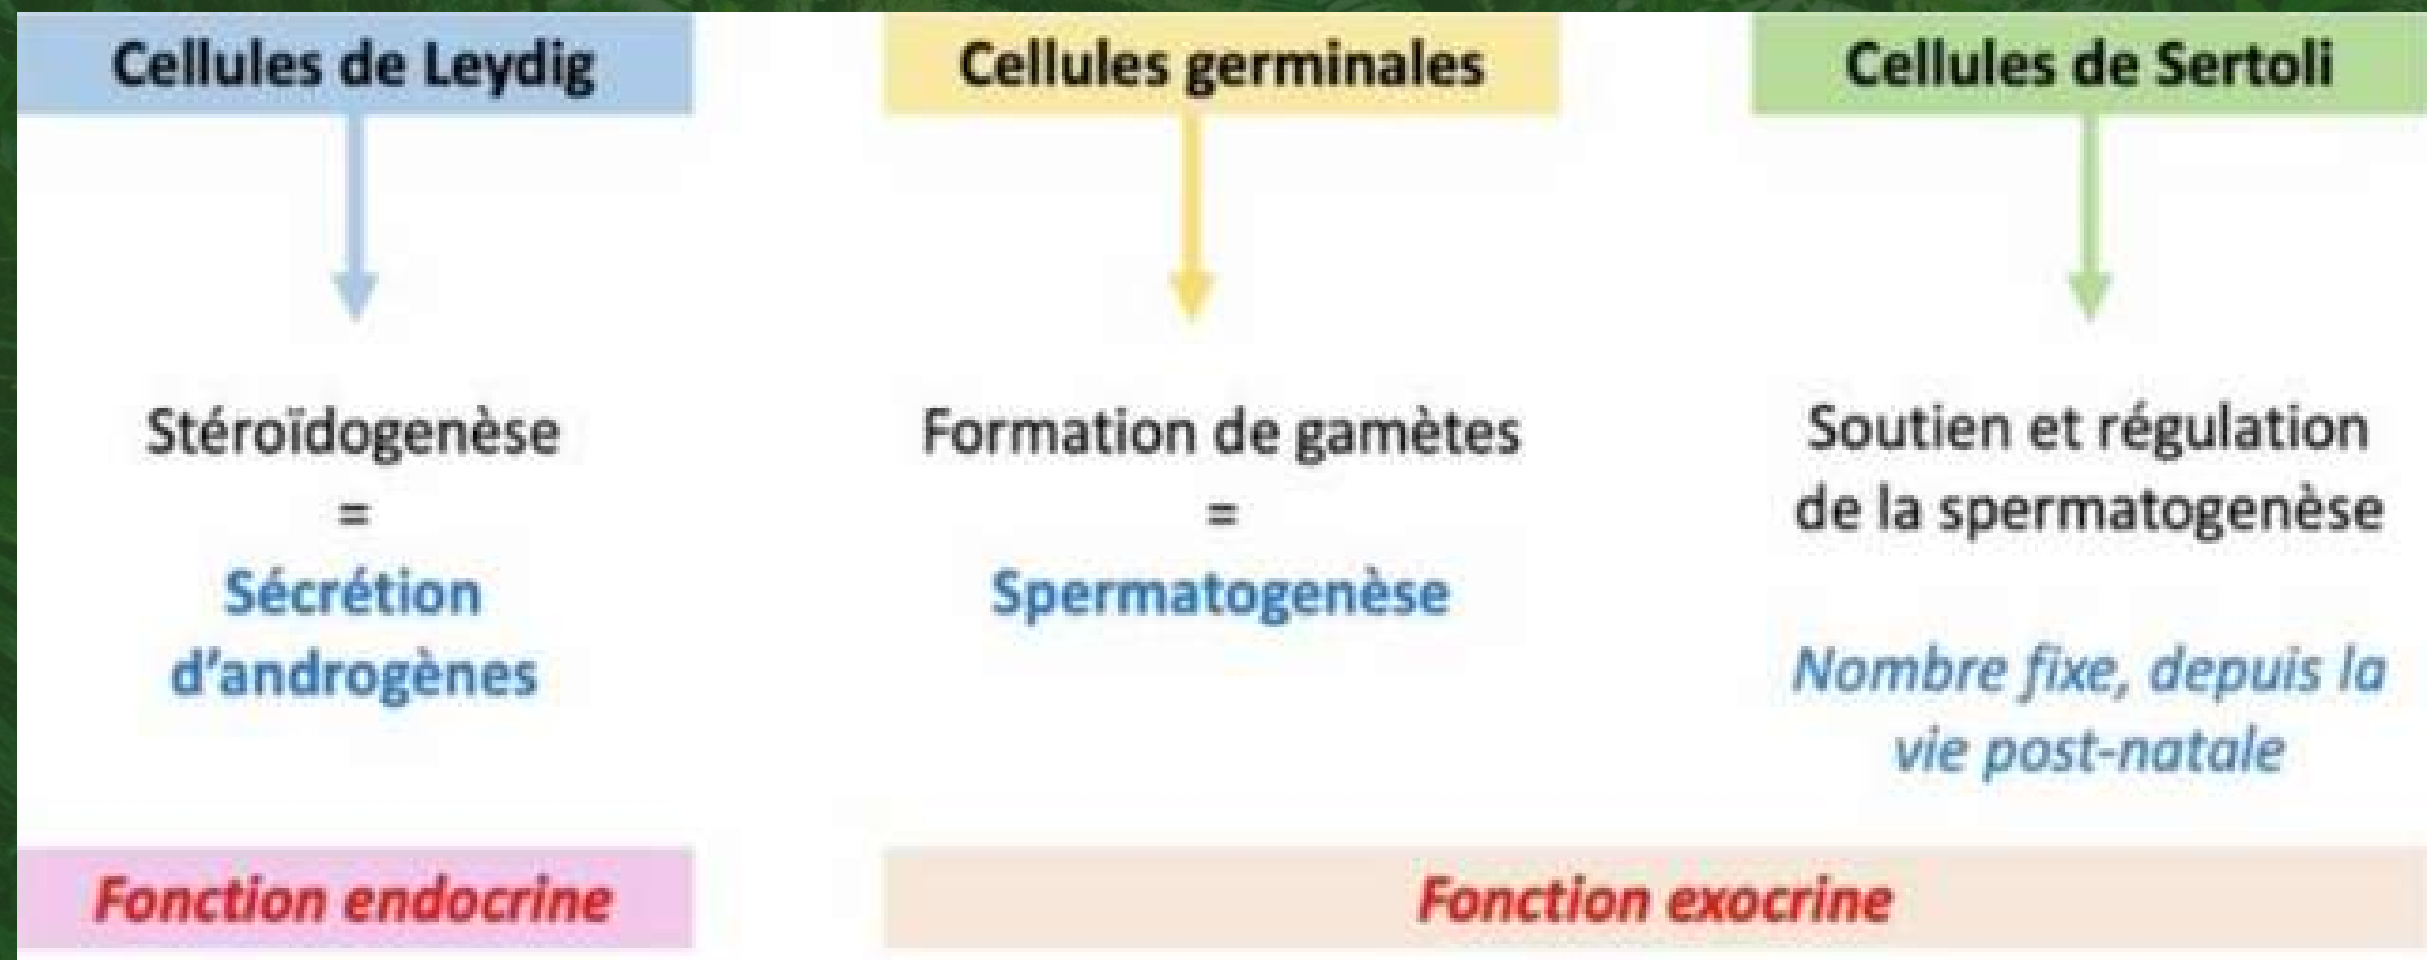 Cellules de Leydig
Cellules germinales
Cellules de Sertoli
Stéroïdogenèse
=
Sécrétion
d'androgènes
Formation de gamètes
=
Spermatogenèse
Soutien et régulation
de la spermatogenèse
Nombre fixe, depuis la
vie post-natale
Fonction endocrine
Fonction exocrine